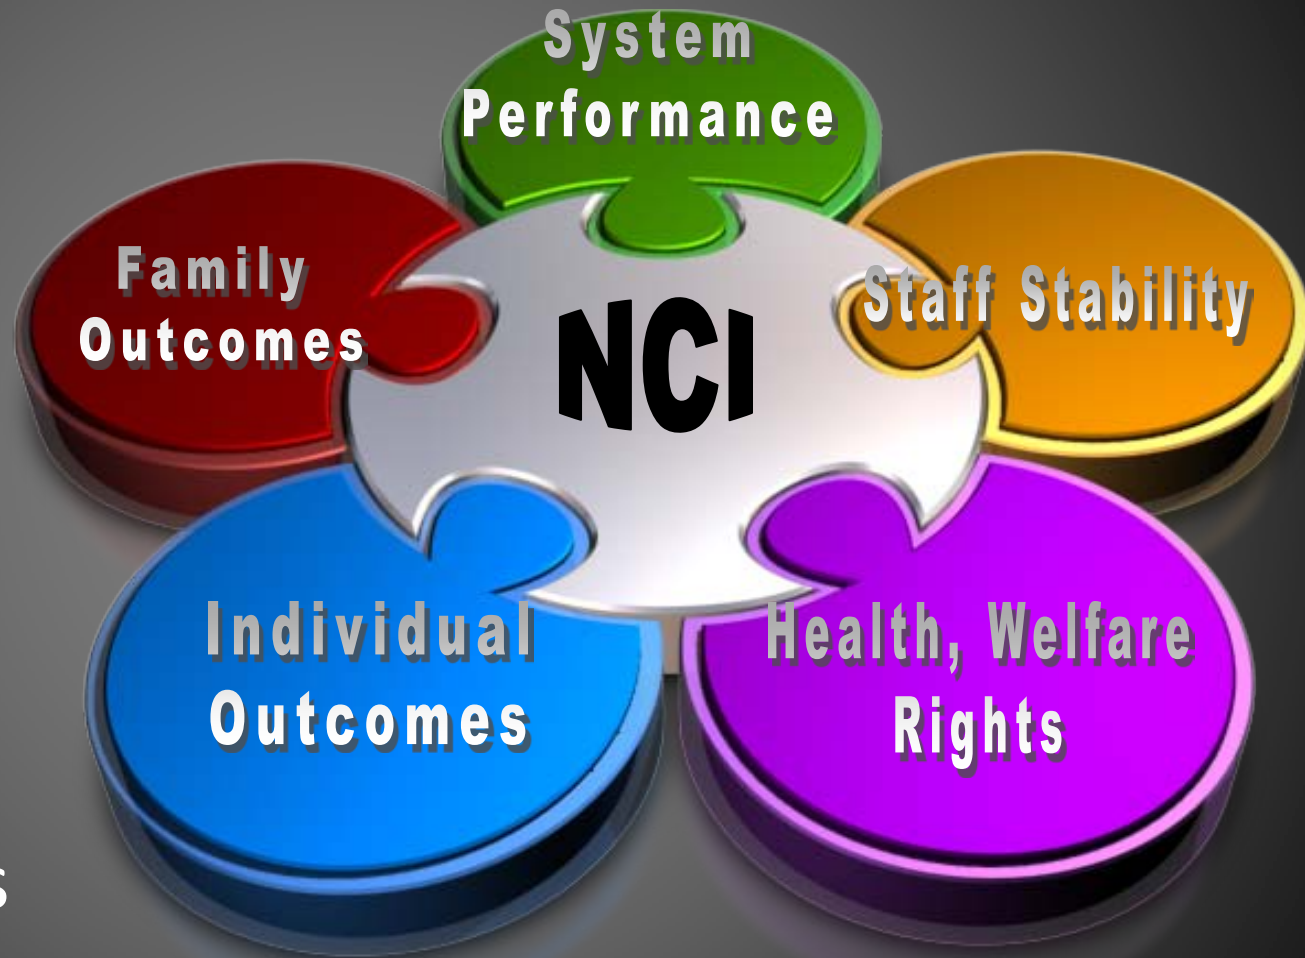 System
Performance
Family
Outcomes
NCI
Staff Stability
Individual
Outcomes
Health, Welfare
Rights
s